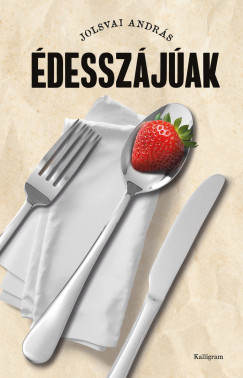 JOLSVAI ANDRÁS
ÉDESSZÁJÚAK
Kalligram